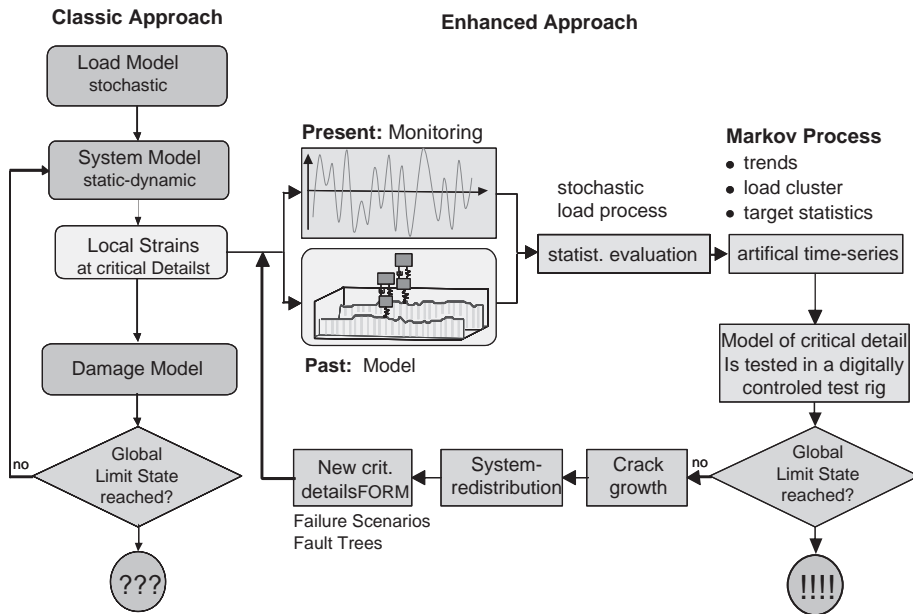 Classic Approach
Enhanced Approach
Load Model
stochastic
System Model
static-dynamic
Local Strains
at critical Detailst
Damage Model
no
Global
Limit State
reached?
???
Present: Monitoring
Past: Model
stochastic
load process
statist. evaluation
Markov Process
• trends
• load cluster
• target statistics
artifical time-series
Model of critical detail
Is tested in a digitally
controled test rig
Global
Limit State
reached?
no
!!!!
Crack
growth
System-
redistribution
New crit.
detailsFORM
Failure Scenarios
Fault Trees